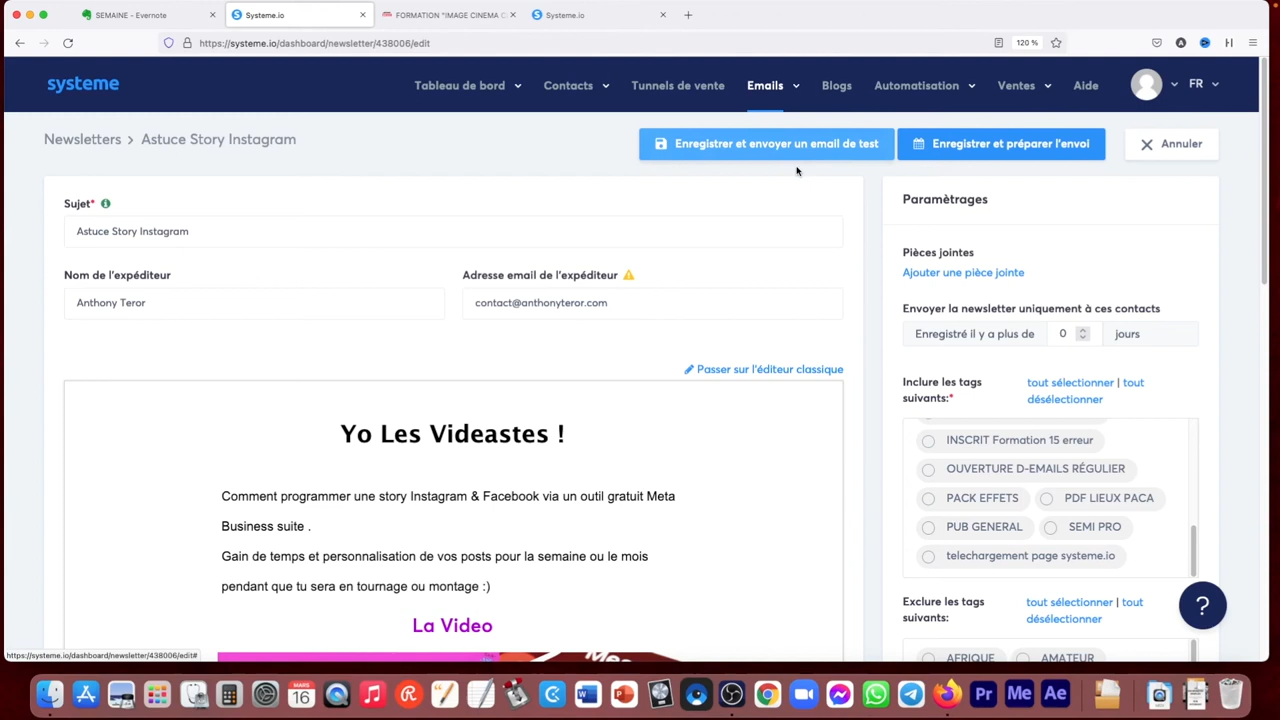 SEMAINE - Evernote
Systeme.io
FORMATION "IMAGE CINEMA C
Systeme.io
https://systeme.io/dashboard/newsletter/438006/edit
120 %
systeme
Tableau de bord
Contacts
Tunnels de vente
Emails
Blogs
Automatisation
Ventes
Aide
FR
Newsletters > Astuce Story Instagram
Enregistrer et envoyer un email de test
Enregistrer et préparer l'envoi
Annuler
Sujet*
Astuce Story Instagram
Nom de l'expéditeur
Adresse email de l'expéditeur
Anthony Teror
contact@anthonyteror.com
Passer sur l'éditeur classique
Yo Les Videastes !
Comment programmer une story Instagram & Facebook via un outil gratuit Meta
Business suite .
Gain de temps et personnalisation de vos posts pour la semaine ou le mois
pendant que tu sera en tournage ou montage :)
La Video
Paramètrages
Pièces jointes
Ajouter une pièce jointe
Envoyer la newsletter uniquement à ces contacts
Enregistré il y a plus de 0 jours
Inclure les tags
suivants:*
tout sélectionner | tout
désélectionner
INSCRIT Formation 15 erreur
OUVERTURE D-EMAILS RÉGULIER
PACK EFFETS
PDF LIEUX PACA
PUB GENERAL
SEMI PRO
telechargement page systeme.io
Exclure les tags
suivants:
tout sélectionner | tout
désélectionner
AFRIQUE
AMATEUR
?
https://systeme.io/dashboard/newsletter/438006/edit#
MARS
16
Pr
Me
Ae